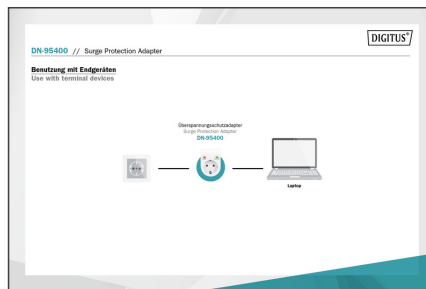 DIGITUS®
DN-95400 // Surge Protection Adapter
Benutzung mit Endgeräten
Use with terminal devices
Überspannungsschutzadapter
Surge Protection Adapter
DN-95400
Laptop